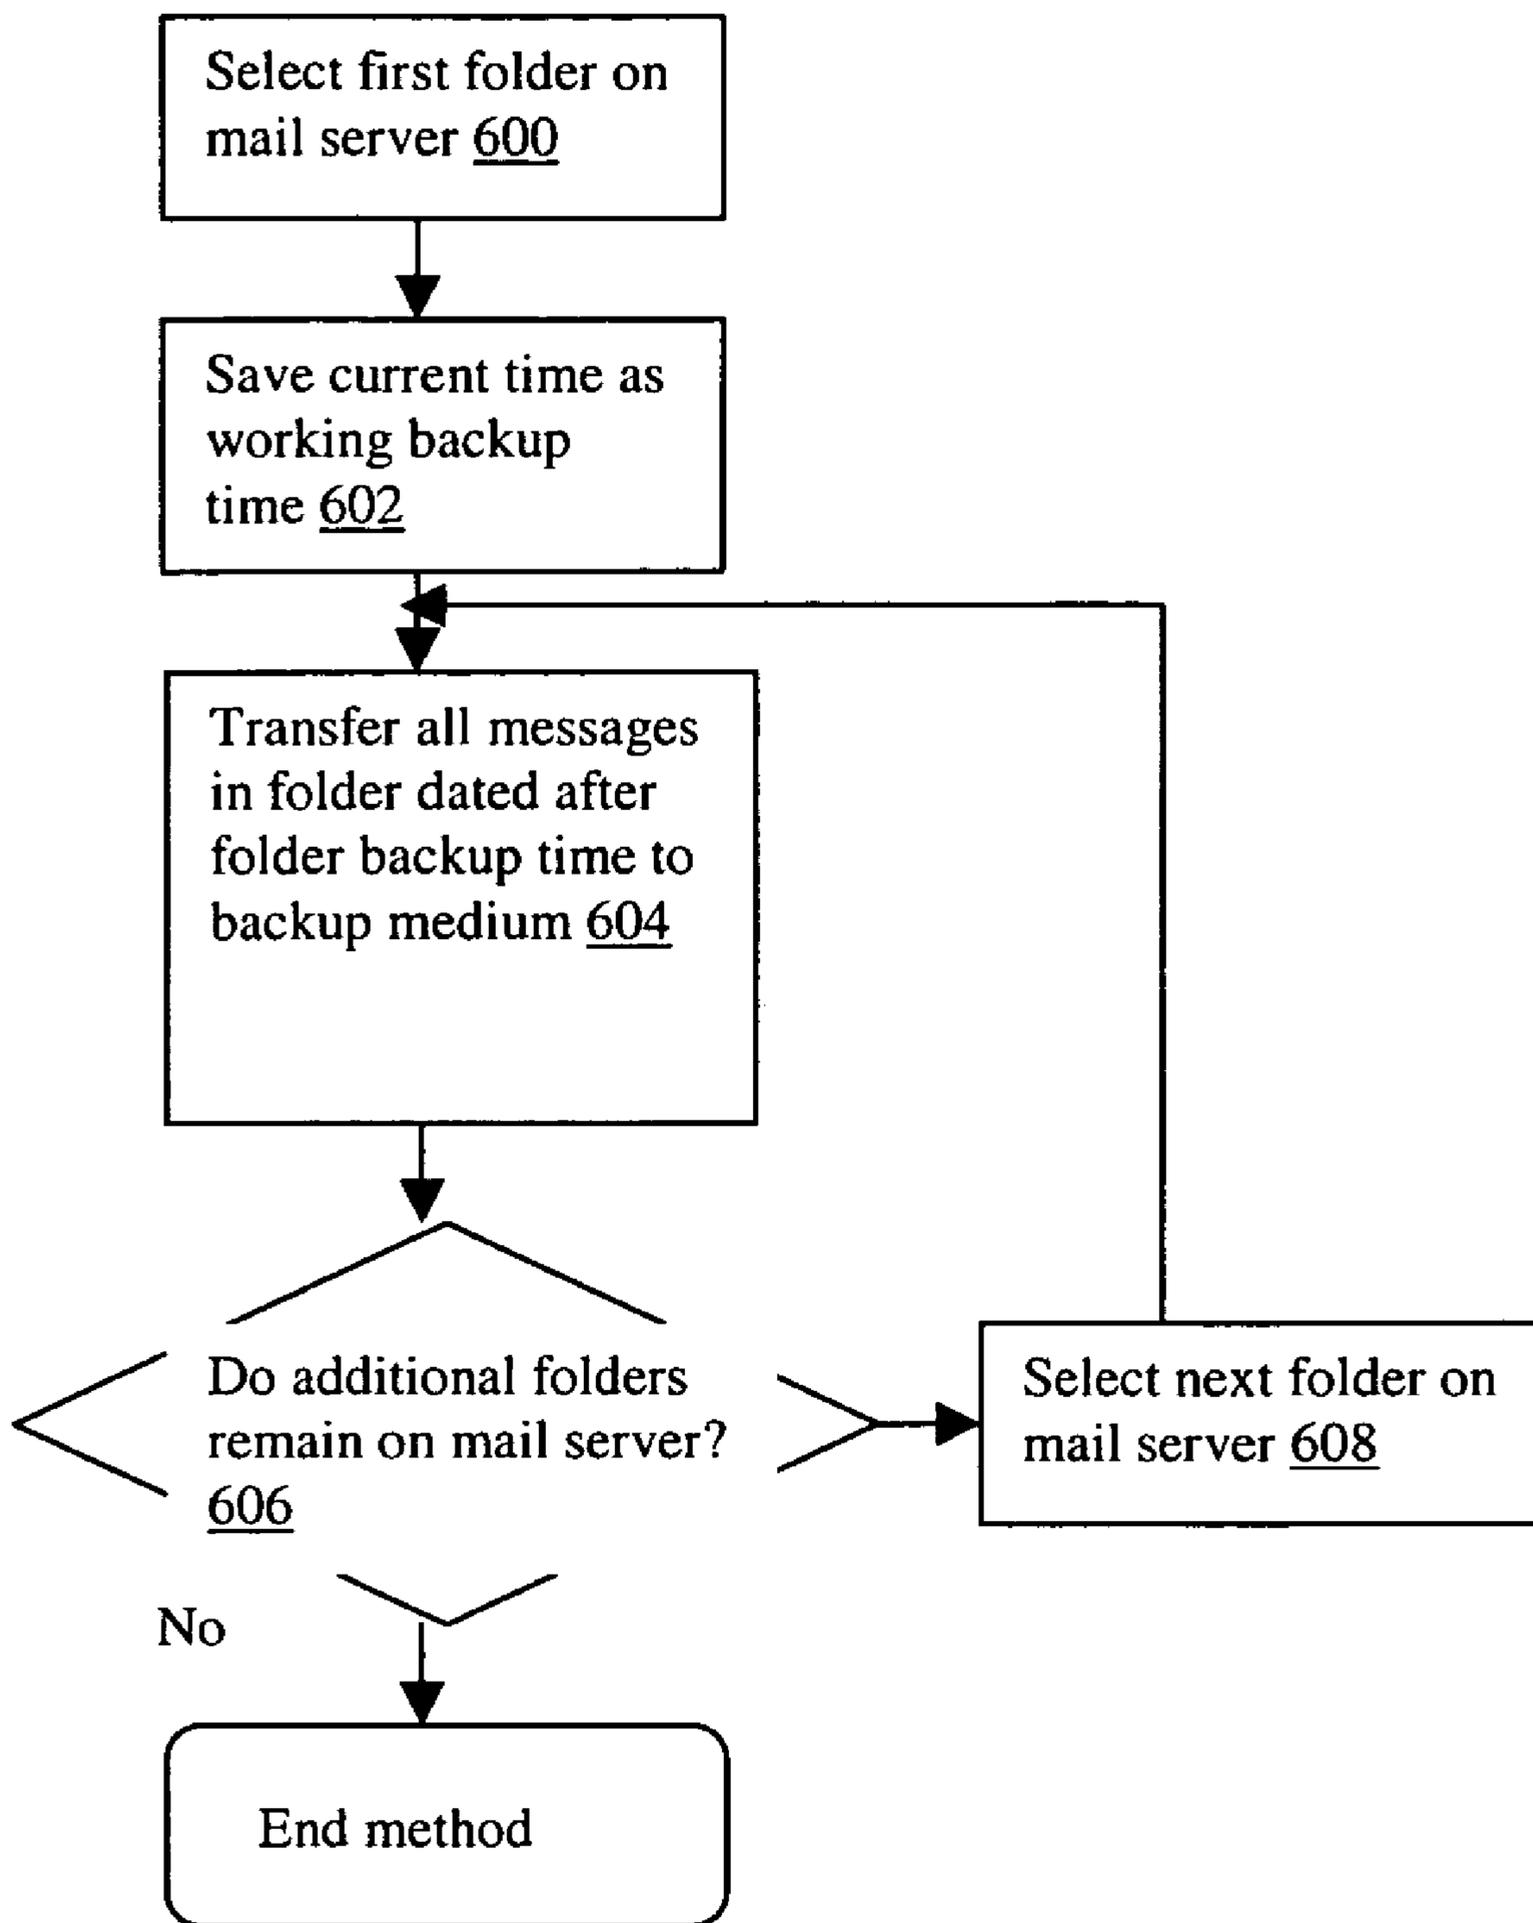 Select first folder on
mail server 600
Save current time as
working backup
time 602
Transfer all messages
in folder dated after
folder backup time to
backup medium 604
Do additional folders
remain on mail server?
606
Select next folder on
mail server 608
No
End method